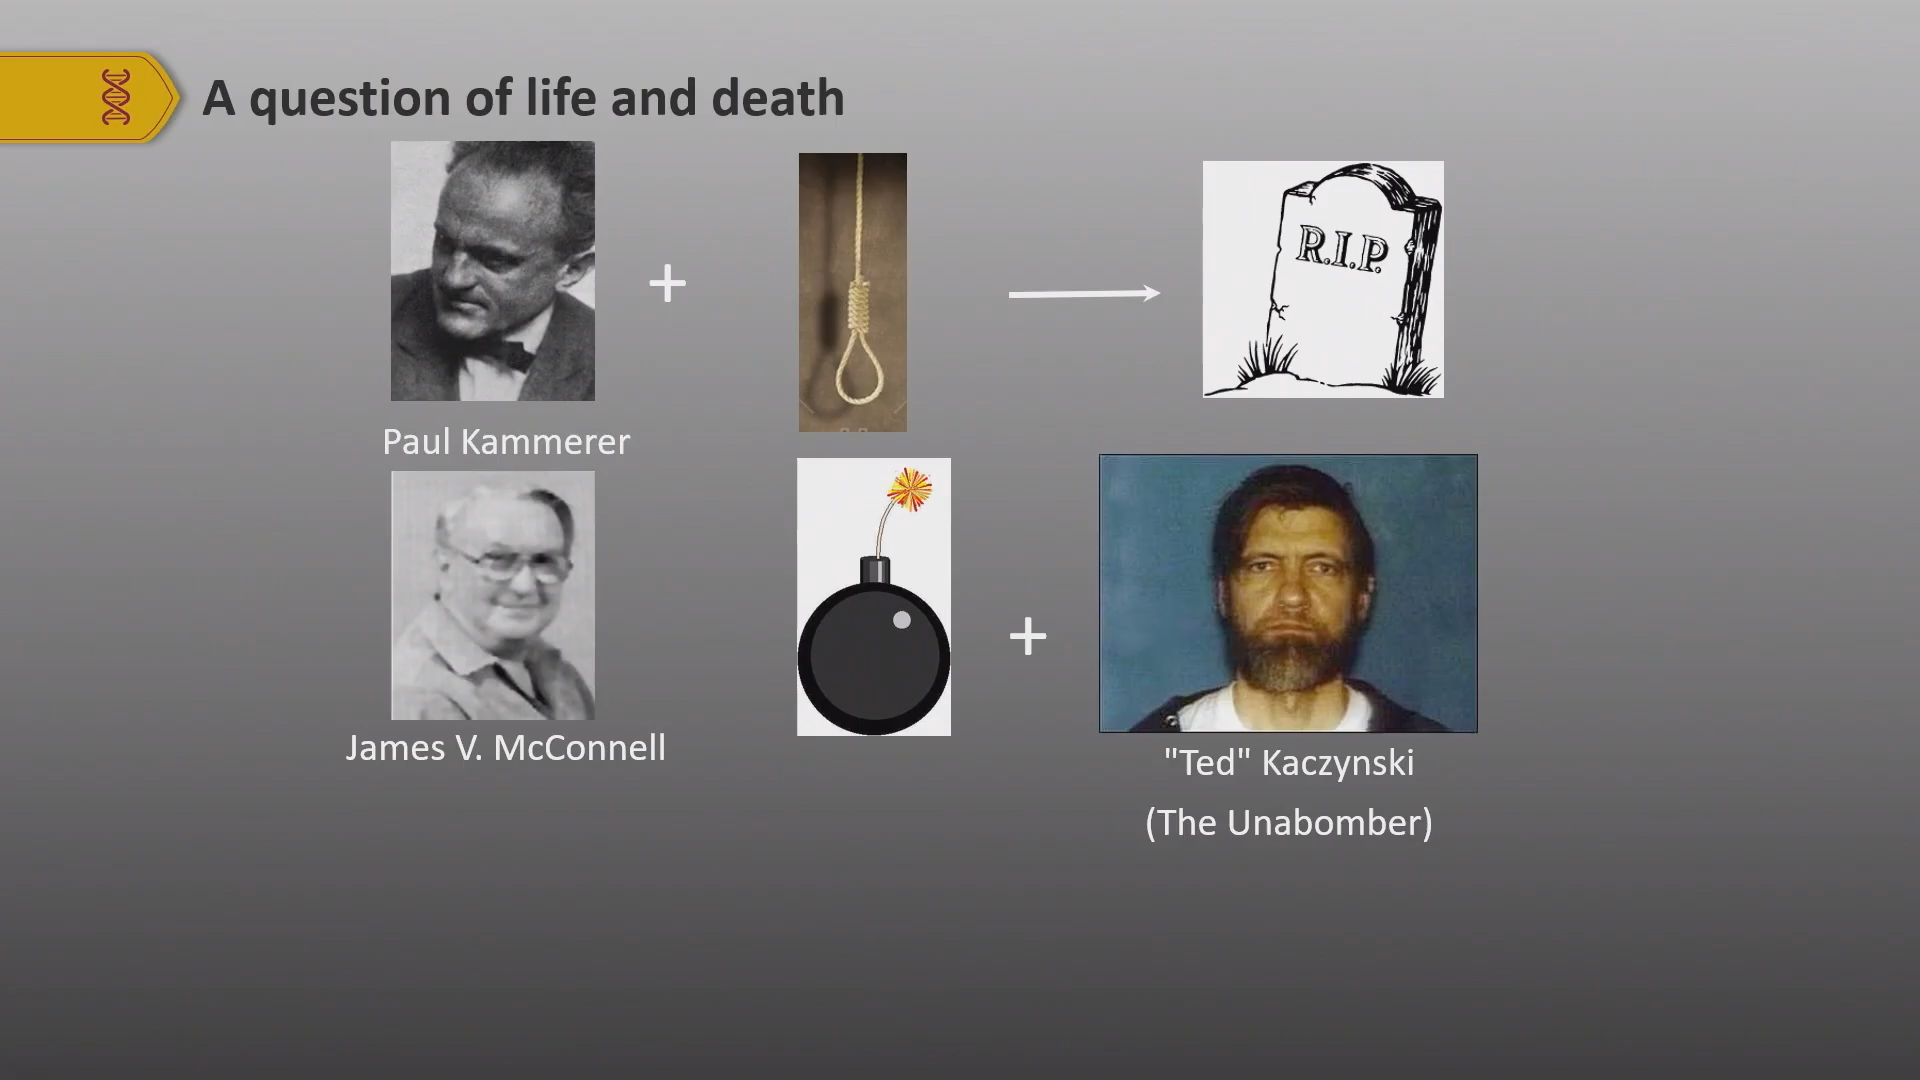 A question of life and death
R.I.P.
Paul Kammerer
James V. McConnell
"Ted" Kaczynski
(The Unabomber)